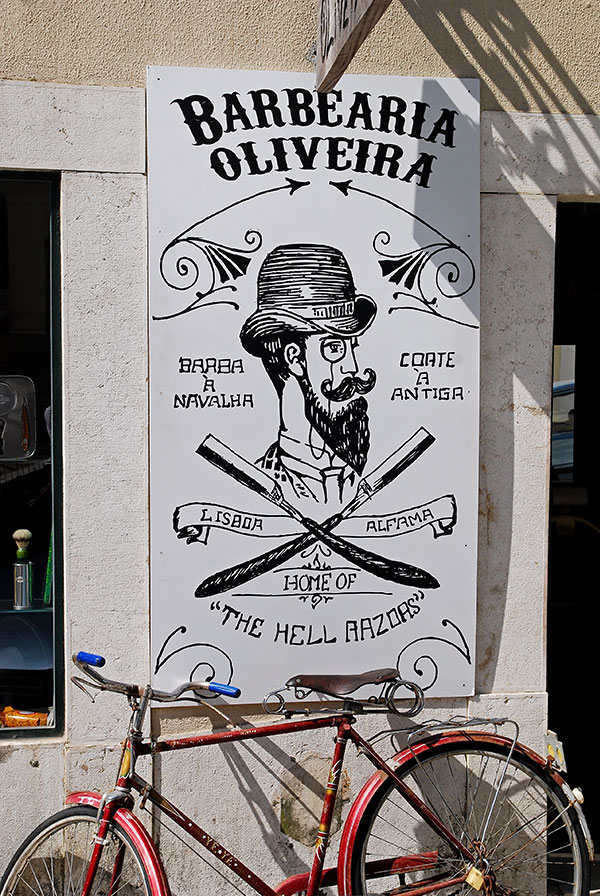 BARBEARIA
OLIVEIRA
BARBA
À
NAVALHA
CORTE
À
ANTIGA
LISBOA
ALFAMA
HOME OF
"THE HELL RAZORS"